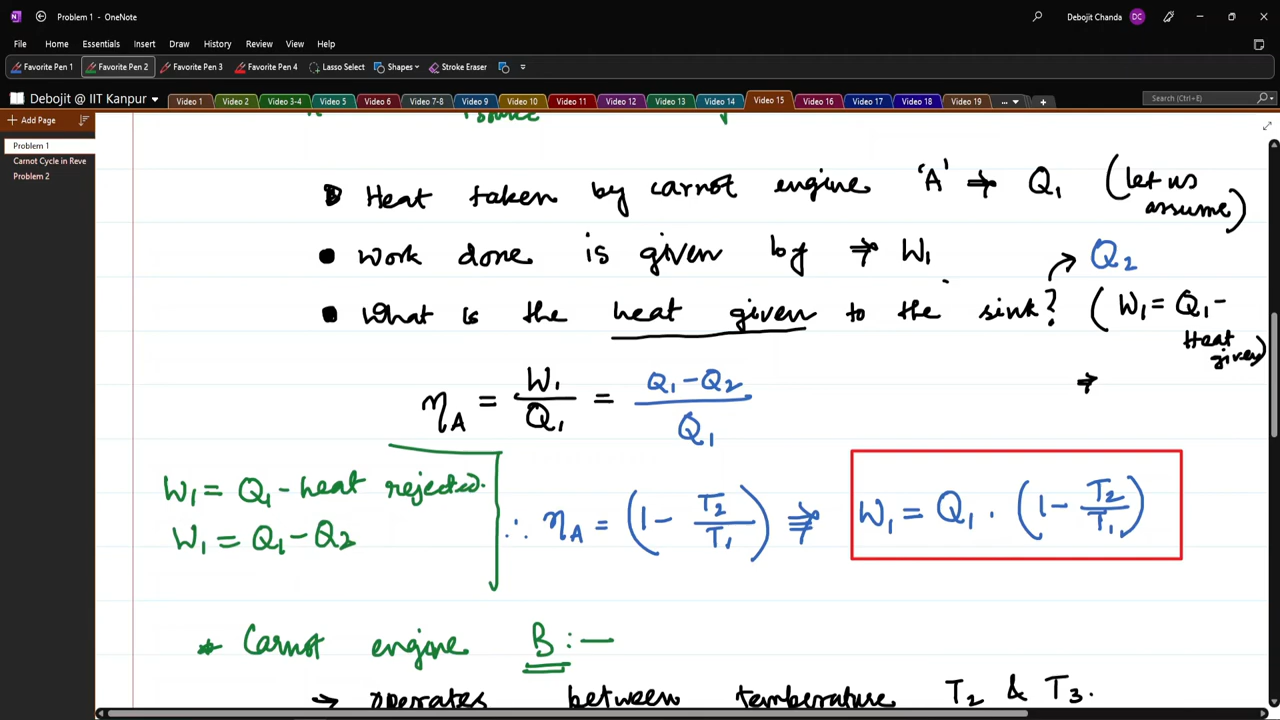 Problem 1 - OneNote
Debojit Chanda DC
File Home Essentials Insert Draw History Review View Help
Favorite Pen 1 Favorite Pen 2 Favorite Pen 3 Favorite Pen 4 Lasso Select Shapes Stroke Eraser
Debojit @ IIT Kanpur Video 1 Video 2 Video 3-4 Video 5 Video 6 Video 7-8 Video 9 Video 10 Video 11 Video 12 Video 13 Video 14 Video 15 Video 16 Video 17 Video 18 Video 19 ... Search (Ctrl+E)
Add Page
Problem 1
Carnot Cycle in Reve
Problem 2
Heat taken by carnot engine 'A' ⇒ Q₁ (let us assume)
• Work done is given by ⇒ W₁
→ Q₂
• What is the heat given to the sink? (W₁ = Q₁ - Heat given)
⇒
η_A = W₁/Q₁ = (Q₁-Q₂)/Q₁
W₁ = Q₁ - heat rejected.
W₁ = Q₁ - Q₂
∴ η_A = (1 - T₂/T₁) ⇒ W₁ = Q₁ . (1 - T₂/T₁)
* Carnot engine B :—
→ operates between temperature T₂ & T₃.